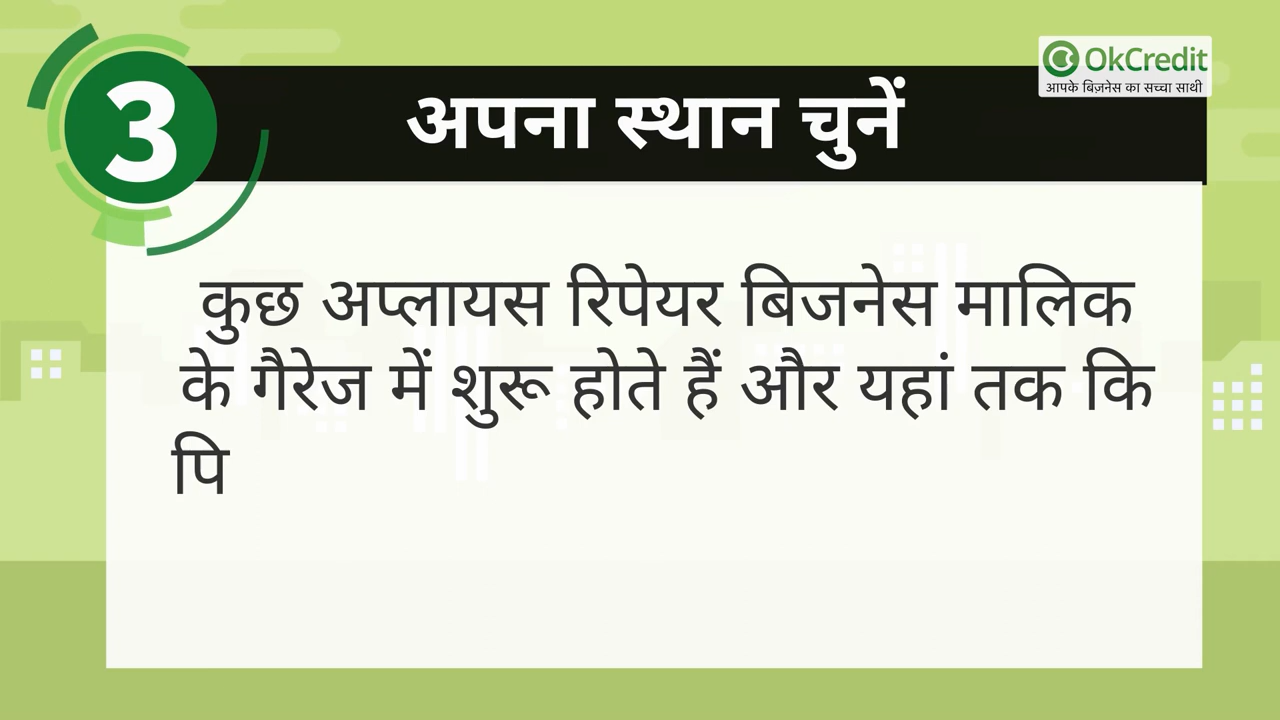 3
अपना स्थान चुनें
OkCredit
आपके बिज़नेस का सच्चा साथी
कुछ अप्लायस रिपेयर बिजनेस मालिक
के गैरेज में शुरू होते हैं और यहां तक कि
पि